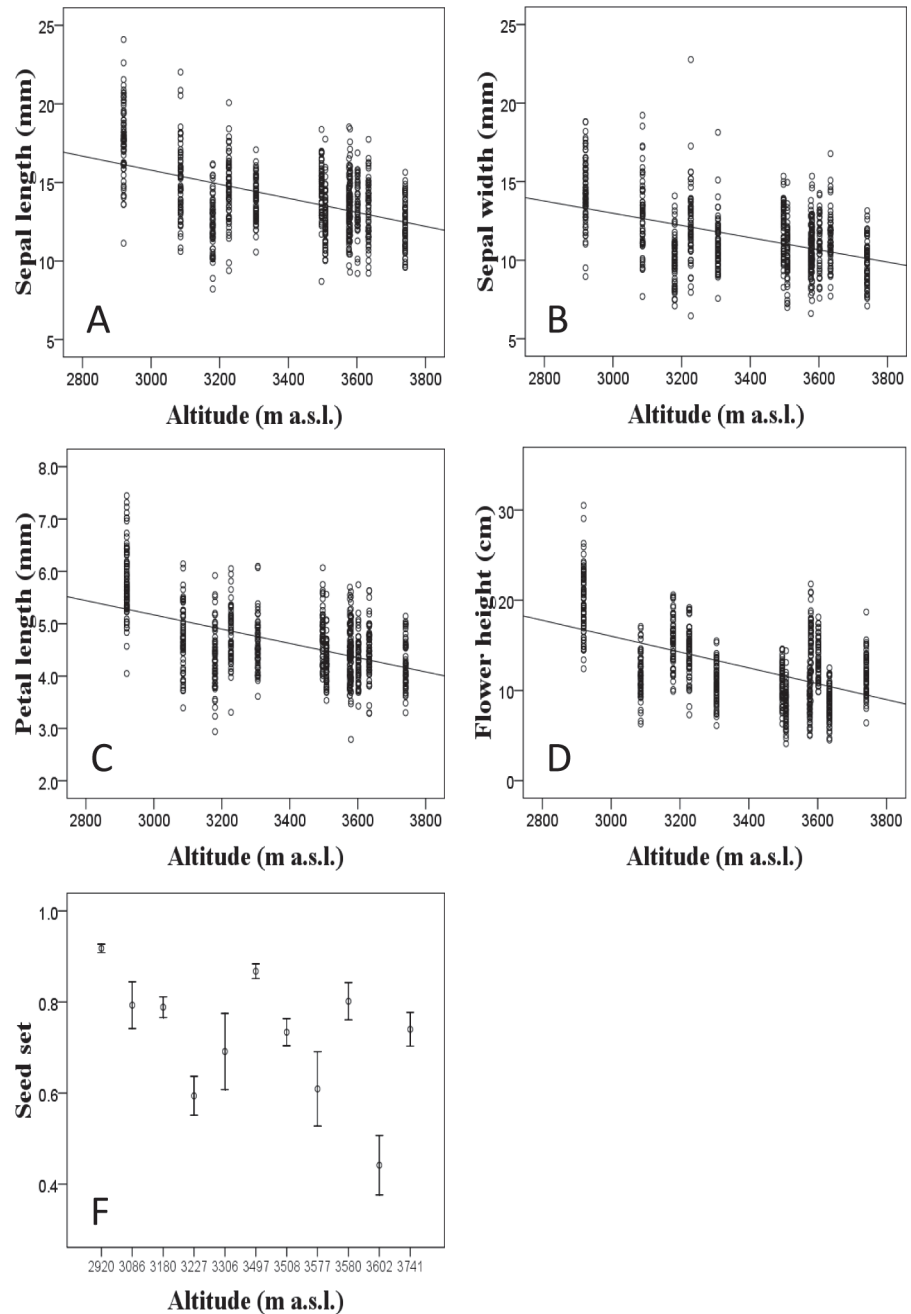 25
20
15
10
5
Sepal length (mm)
A
2800 3000 3200 3400 3600 3800
Altitude (m a.s.l.)
25
20
15
10
5
Sepal width (mm)
B
2800 3000 3200 3400 3600 3800
Altitude (m a.s.l.)
8.0
7.0
6.0
5.0
4.0
3.0
2.0
Petal length (mm)
C
2800 3000 3200 3400 3600 3800
Altitude (m a.s.l.)
30
20
10
0
Flower height (cm)
D
2800 3000 3200 3400 3600 3800
Altitude (m a.s.l.)
1.0
0.8
0.6
0.4
Seed set
F
2920 3086 3180 3227 3306 3497 3508 3577 3580 3602 3741
Altitude (m a.s.l.)